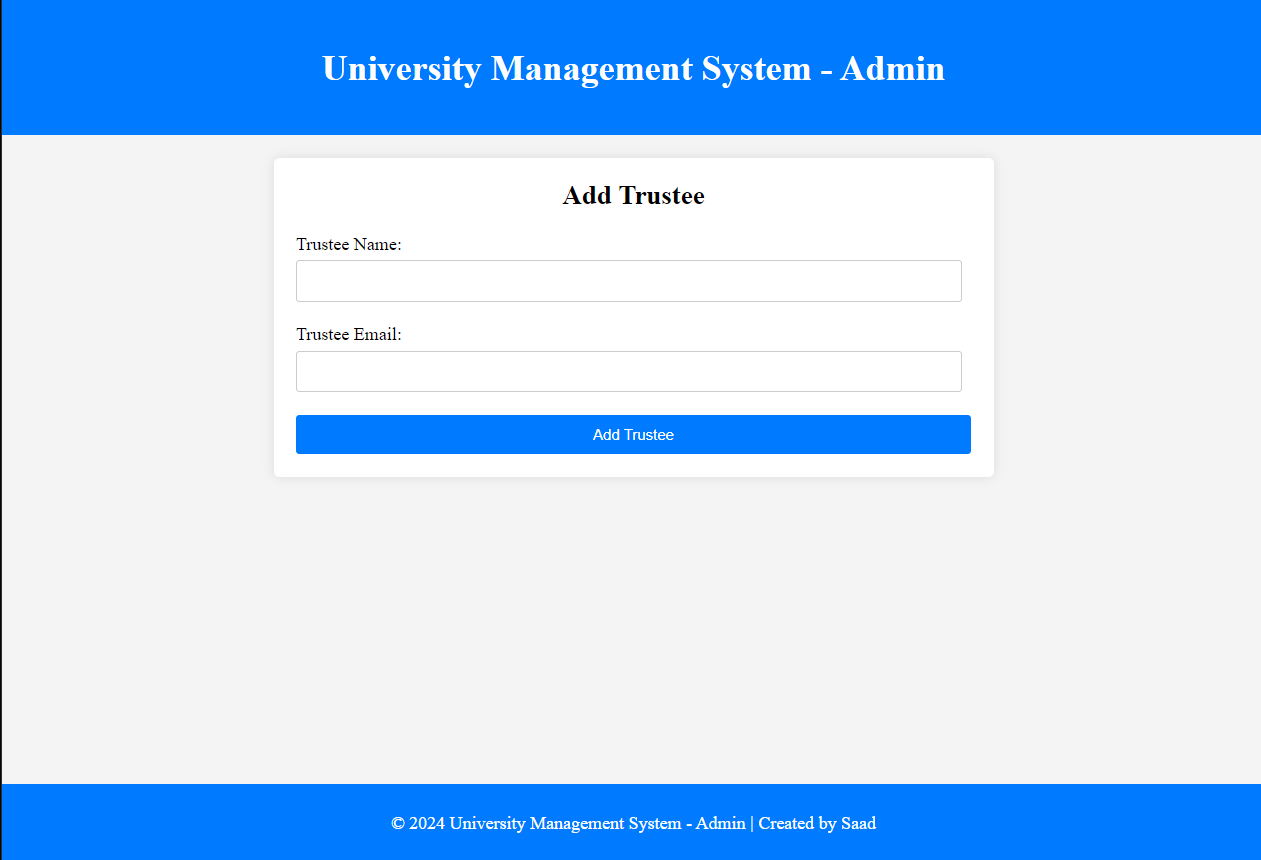 University Management System - Admin
Add Trustee
Trustee Name:
Trustee Email:
Add Trustee
© 2024 University Management System - Admin | Created by Saad